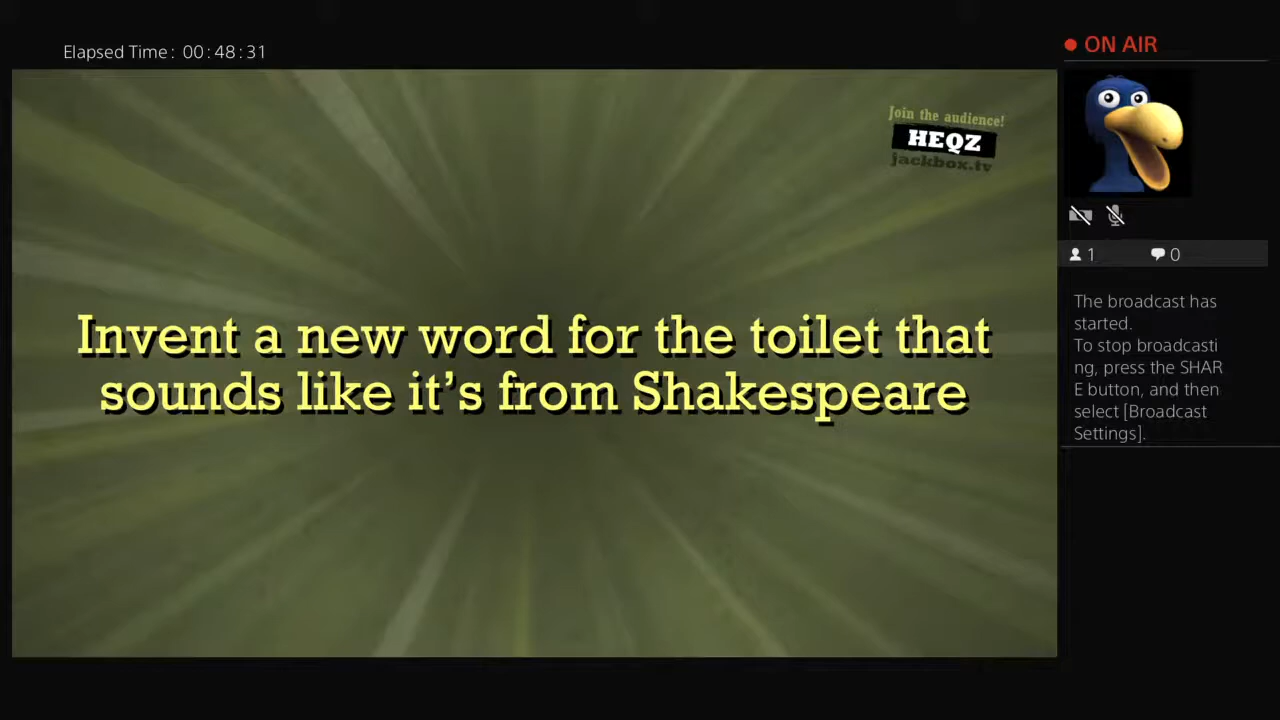 Elapsed Time: 00:48:31
ON AIR
Join the audience!
HEQZ
jackbox.tv
1
0
Invent a new word for the toilet that
sounds like it's from Shakespeare
The broadcast has
started.
To stop broadcasti
ng, press the SHAR
E button, and then
select [Broadcast
Settings].